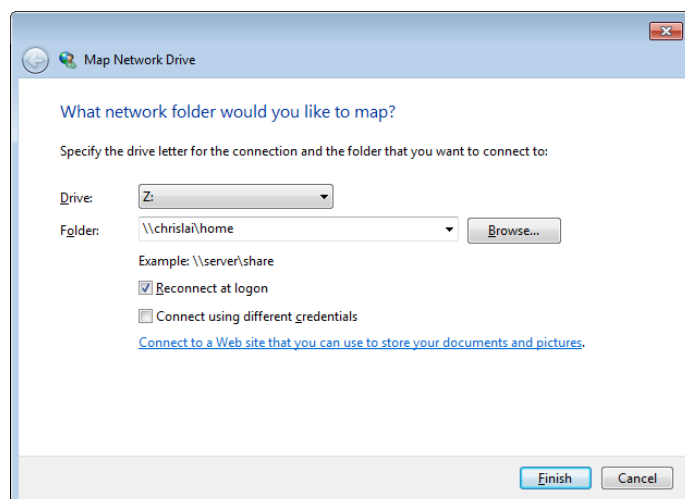 Map Network Drive
What network folder would you like to map?
Specify the drive letter for the connection and the folder that you want to connect to:
Drive: Z:
Folder: \\chrislai\home Browse...
Example: \\server\share
Reconnect at logon
Connect using different credentials
Connect to a Web site that you can use to store your documents and pictures.
Finish Cancel